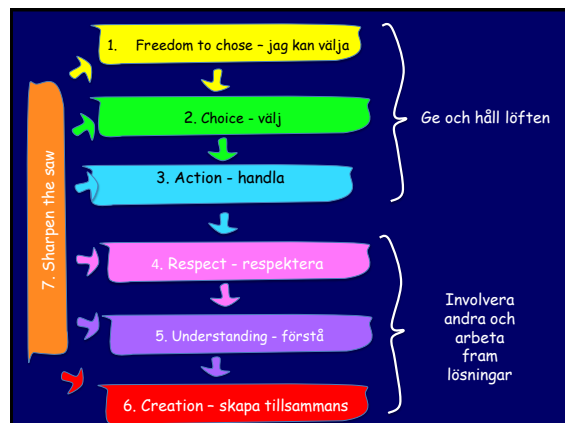 1. Freedom to chose – jag kan välja
2. Choice - välj
3. Action - handla
Ge och håll löften
7. Sharpen the saw
4. Respect - respektera
5. Understanding - förstå
6. Creation – skapa tillsammans
Involvera
andra och
arbeta
fram
lösningar